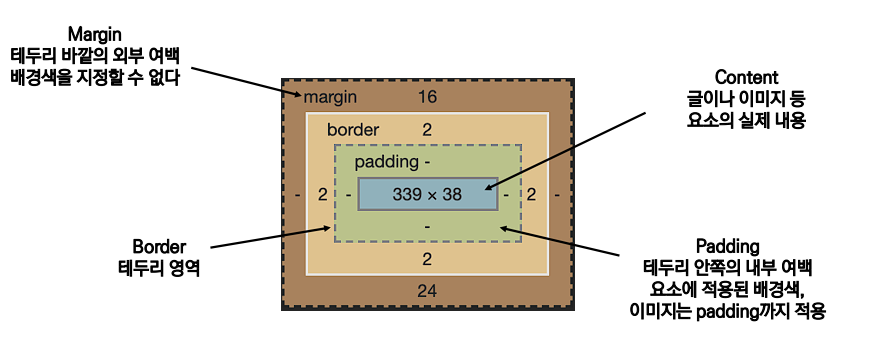 Margin
테두리 바깥의 외부 여백
배경색을 지정할 수 없다
Content
글이나 이미지 등
요소의 실제 내용
margin 16
border 2
padding -
- 2 - 339 × 38 - 2 -
-
2
24
Border
테두리 영역
Padding
테두리 안쪽의 내부 여백
요소에 적용된 배경색,
이미지는 padding까지 적용